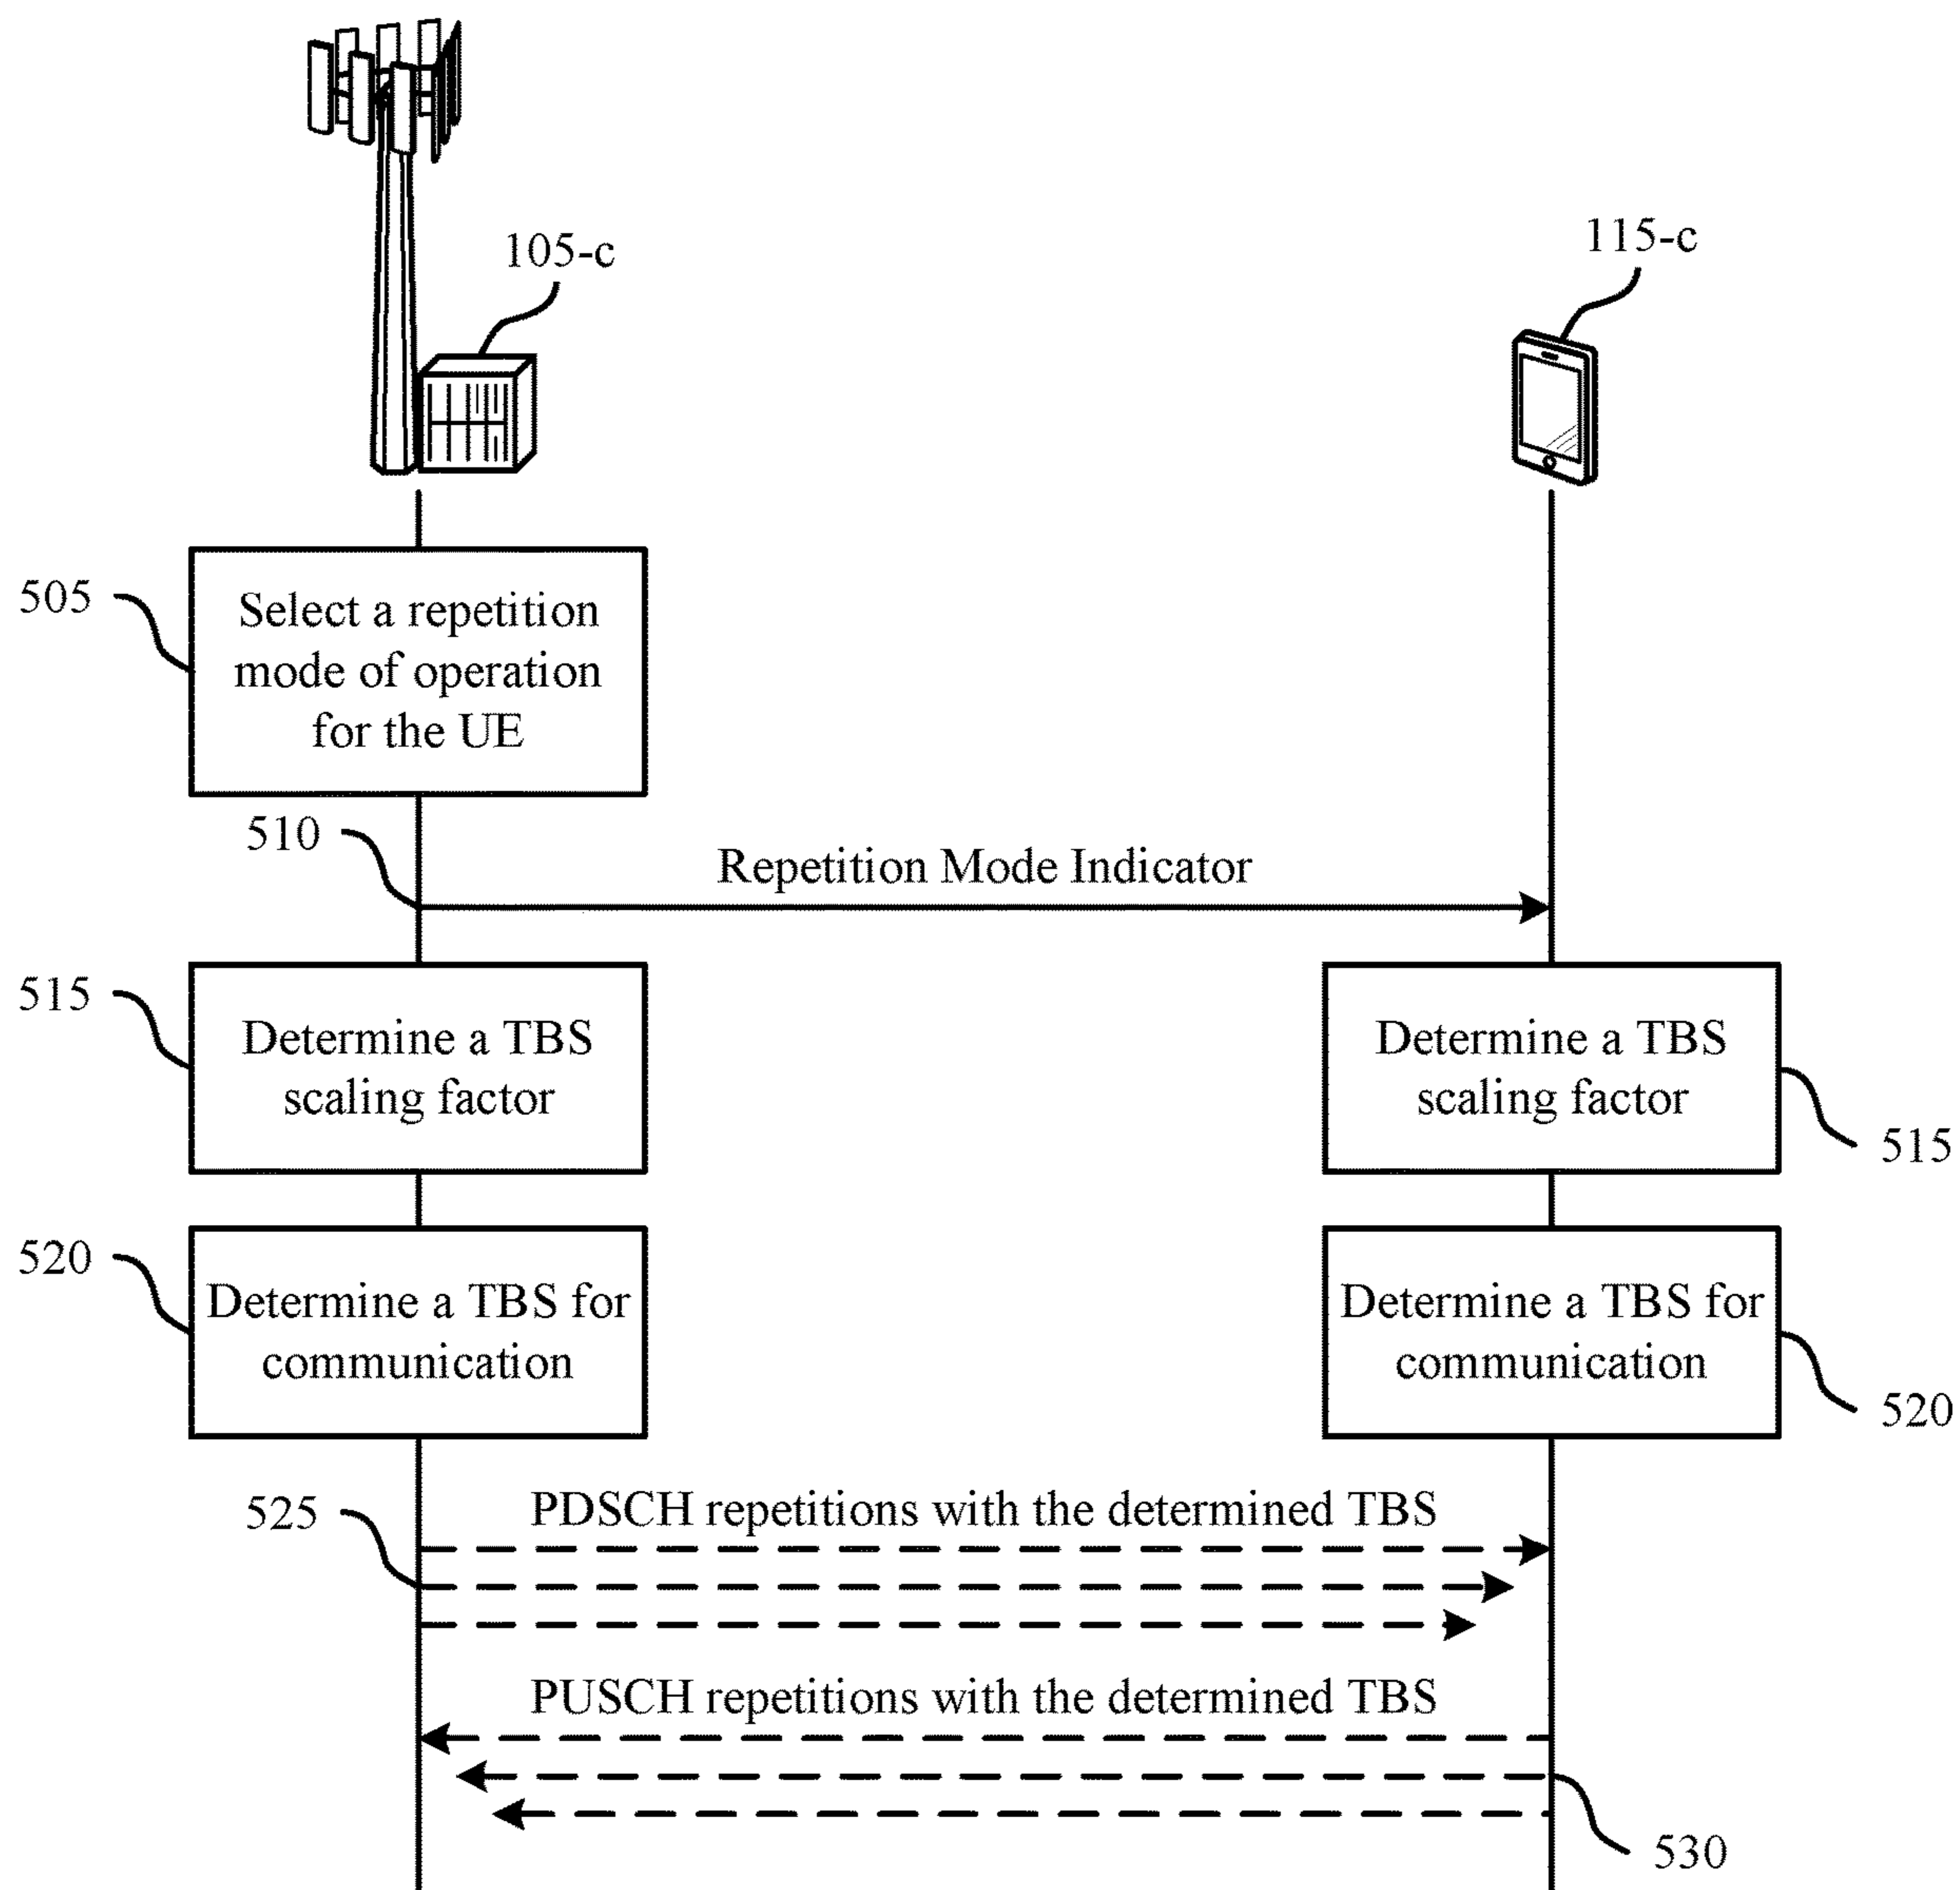 105-c
115-c
505
Select a repetition
mode of operation
for the UE
510
Repetition Mode Indicator
515
Determine a TBS
scaling factor
Determine a TBS
scaling factor
515
520
Determine a TBS for
communication
Determine a TBS for
communication
520
525
PDSCH repetitions with the determined TBS
PUSCH repetitions with the determined TBS
530